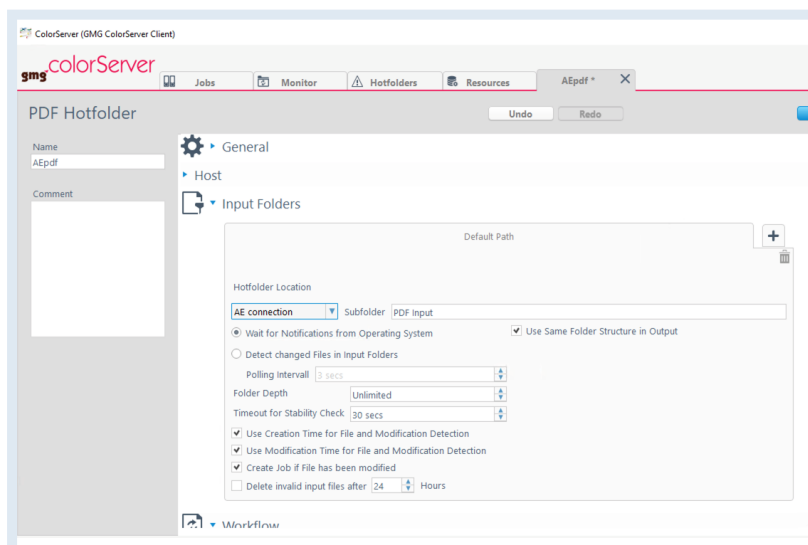 ColorServer (GMG ColorServer Client)
gmg colorServer
Jobs Monitor Hotfolders Resources AEpdf *
PDF Hotfolder Undo Redo
Name
AEpdf
Comment
General
Host
Input Folders
Default Path
Hotfolder Location
AE connection Subfolder PDF Input
Wait for Notifications from Operating System Use Same Folder Structure in Output
Detect changed Files in Input Folders
Polling Intervall 3 secs
Folder Depth Unlimited
Timeout for Stability Check 30 secs
Use Creation Time for File and Modification Detection
Use Modification Time for File and Modification Detection
Create Job if File has been modified
Delete invalid input files after 24 Hours
Workflow